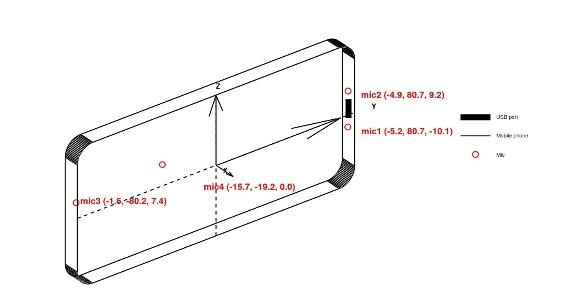 Z
mic2 (-4.9, 80.7, 9.2)
Y
USB port
mic1 (-5.2, 80.7, -10.1)
Mobile phone
Mic
X
mic4 (-15.7, -19.2, 0.0)
mic3 (-1.6, -80.2, 7.4)